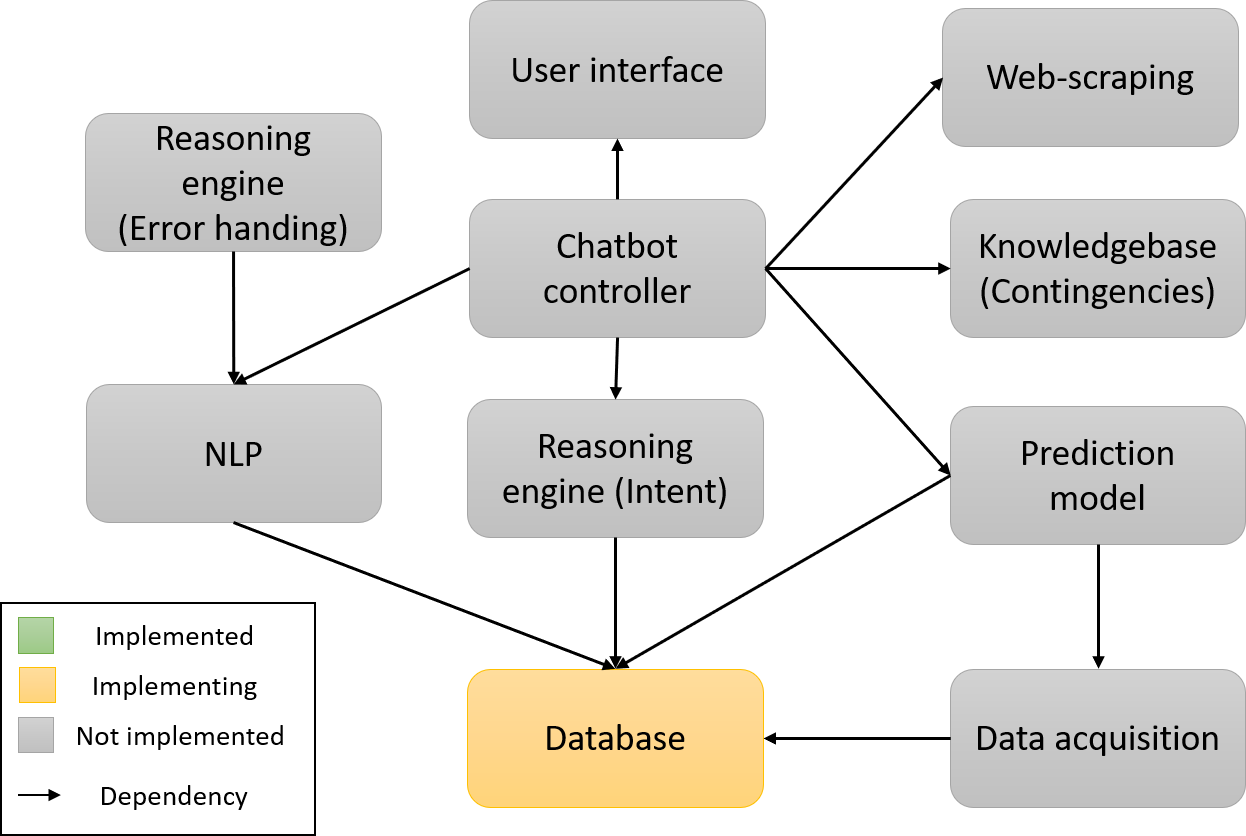 User interface
Web-scraping
Reasoning
engine
(Error handing)
Chatbot
controller
Knowledgebase
(Contingencies)
NLP
Reasoning
engine (Intent)
Prediction
model
Implemented
Implementing
Not implemented
Dependency
Database
Data acquisition